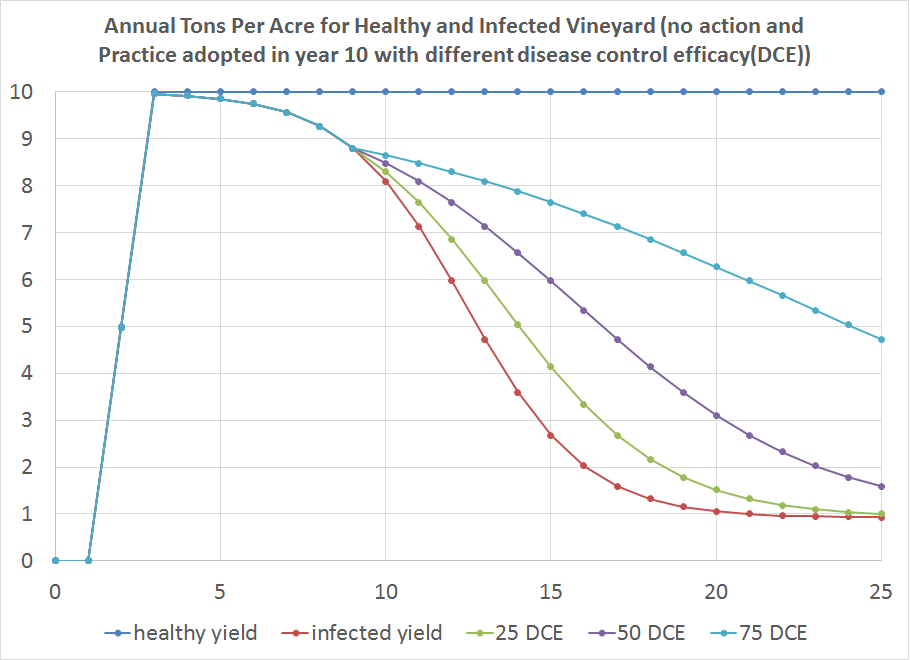 Annual Tons Per Acre for Healthy and Infected Vineyard (no action and
Practice adopted in year 10 with different disease control efficacy(DCE))
10
9
8
7
6
5
4
3
2
1
0
0 5 10 15 20 25
healthy yield infected yield 25 DCE 50 DCE 75 DCE